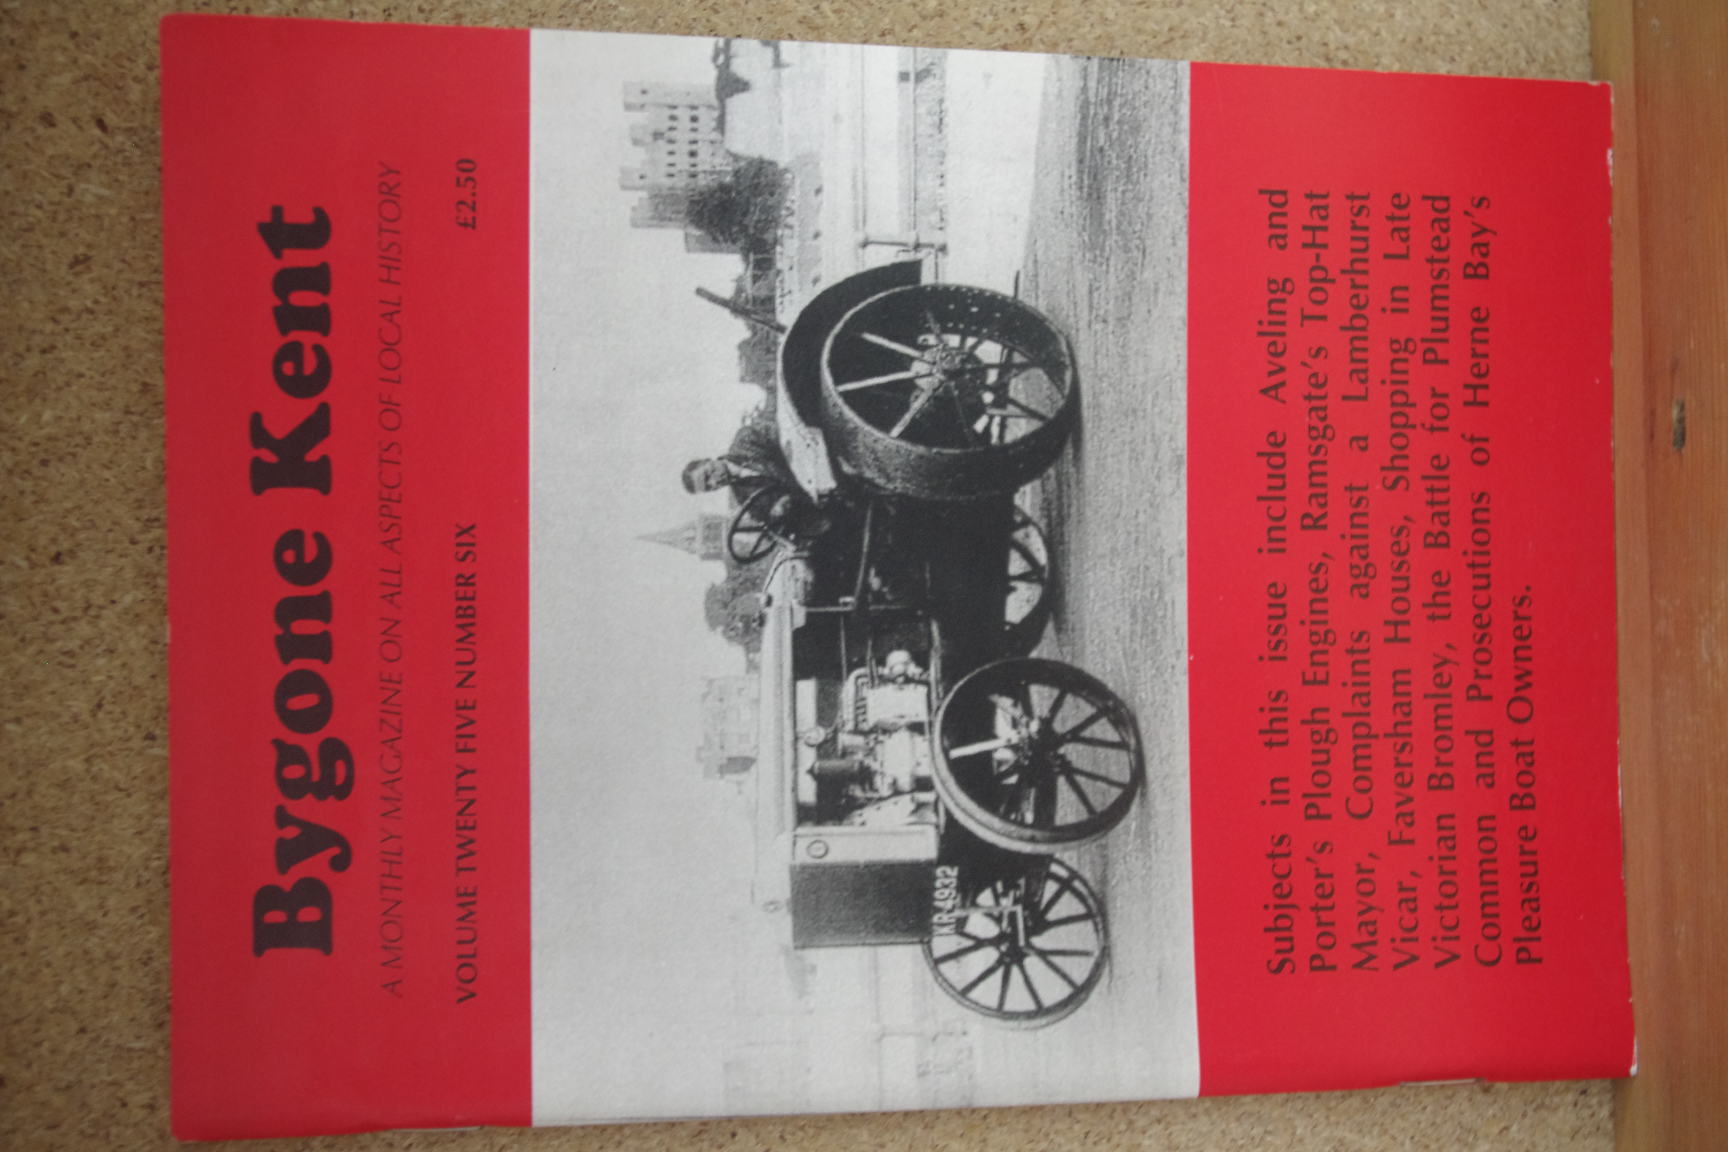 Bygone Kent
A MONTHLY MAGAZINE ON ALL ASPECTS OF LOCAL HISTORY
VOLUME TWENTY FIVE NUMBER SIX £2.50
KR 4932
Subjects in this issue include Aveling and
Porter's Plough Engines, Ramsgate's Top-Hat
Mayor, Complaints against a Lamberhurst
Vicar, Faversham Houses, Shopping in Late
Victorian Bromley, the Battle for Plumstead
Common and Prosecutions of Herne Bay's
Pleasure Boat Owners.